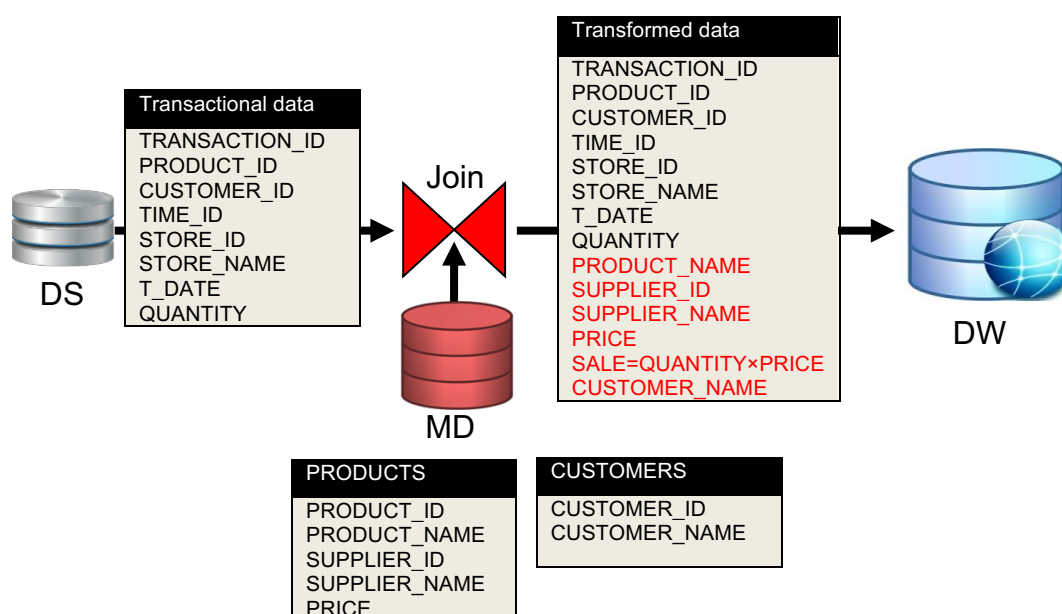 Transactional data
TRANSACTION_ID
PRODUCT_ID
CUSTOMER_ID
TIME_ID
STORE_ID
STORE_NAME
T_DATE
QUANTITY
DS
Join
MD
Transformed data
TRANSACTION_ID
PRODUCT_ID
CUSTOMER_ID
TIME_ID
STORE_ID
STORE_NAME
T_DATE
QUANTITY
PRODUCT_NAME
SUPPLIER_ID
SUPPLIER_NAME
PRICE
SALE=QUANTITY×PRICE
CUSTOMER_NAME
DW
PRODUCTS
PRODUCT_ID
PRODUCT_NAME
SUPPLIER_ID
SUPPLIER_NAME
PRICE
CUSTOMERS
CUSTOMER_ID
CUSTOMER_NAME